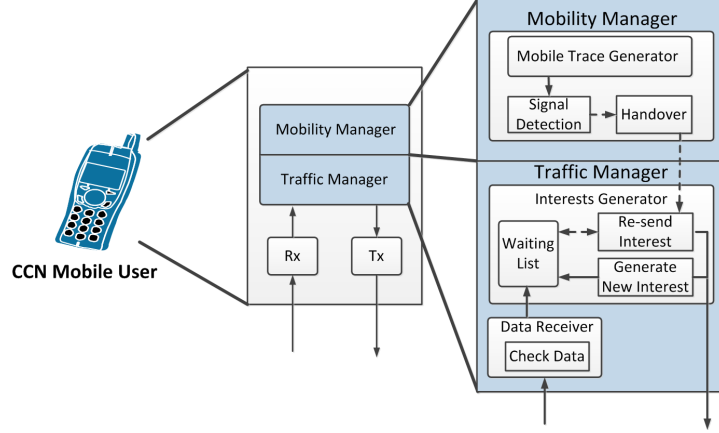 CCN Mobile User
Mobility Manager
Traffic Manager
Rx
Tx
Mobility Manager
Mobile Trace Generator
Signal
Detection
Handover
Traffic Manager
Interests Generator
Waiting
List
Re-send
Interest
Generate
New Interest
Data Receiver
Check Data